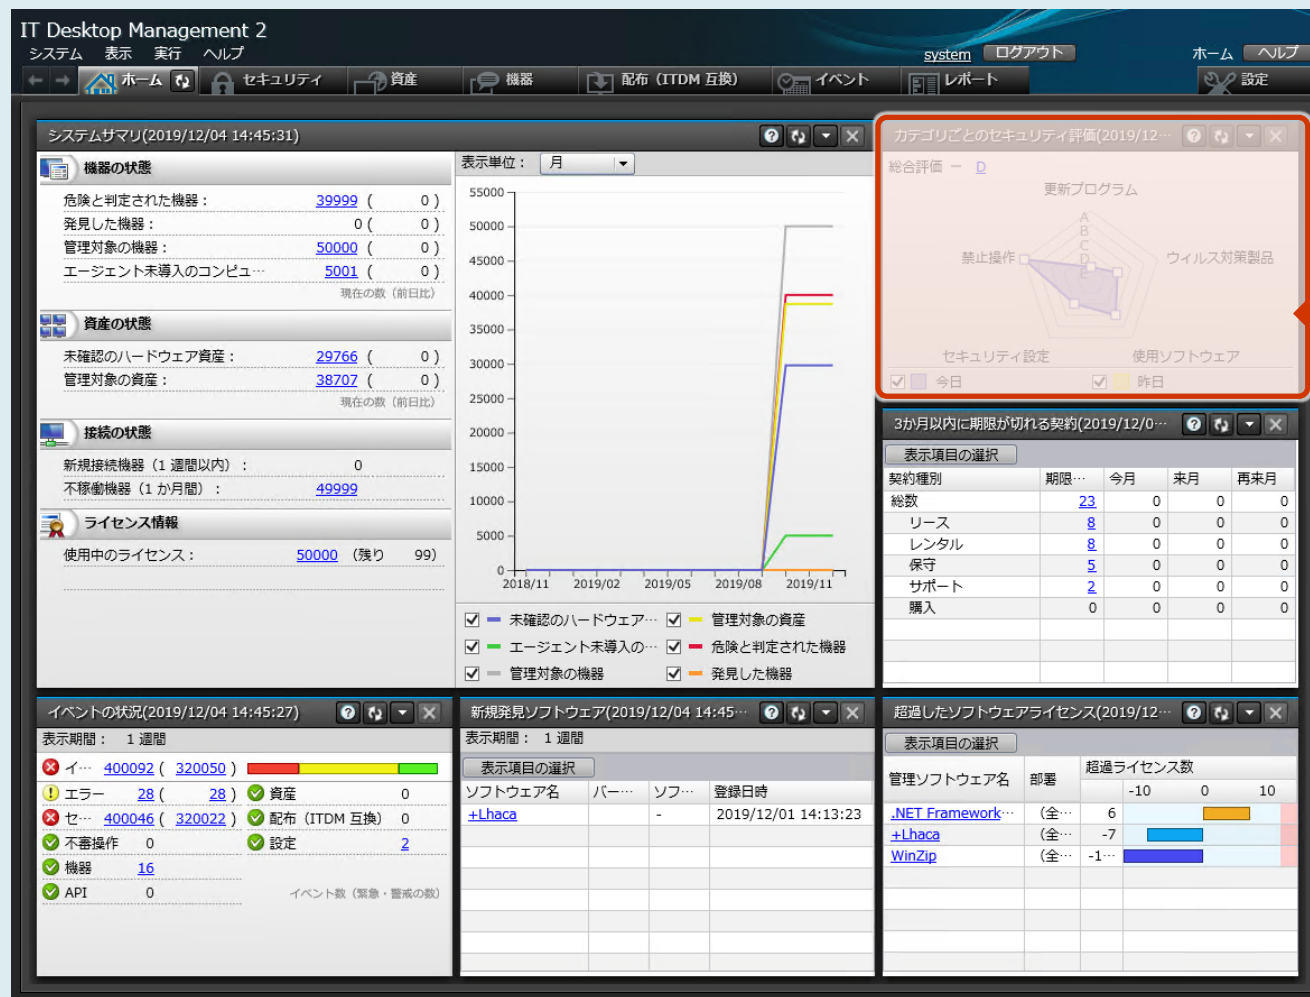 IT Desktop Management 2
システム 表示 実行 ヘルプ
system ログアウト ホーム ヘルプ
ホーム セキュリティ 資産 機器 配布（ITDM 互換） イベント レポート 設定
システムサマリ(2019/12/04 14:45:31)
機器の状態
危険と判定された機器： 39999 ( 0 )
発見した機器： 0 ( 0 )
管理対象の機器： 50000 ( 0 )
エージェント未導入のコンピュ… 5001 ( 0 )
現在の数（前日比）
資産の状態
未確認のハードウェア資産： 29766 ( 0 )
管理対象の資産： 38707 ( 0 )
現在の数（前日比）
接続の状態
新規接続機器（1 週間以内）： 0
不稼働機器（1 か月間）： 49999
ライセンス情報
使用中のライセンス： 50000 （残り 99）
表示単位： 月
55000
50000
45000
40000
35000
30000
25000
20000
15000
10000
5000
0
2018/11 2019/02 2019/05 2019/08 2019/11
未確認のハードウェア… 管理対象の資産
エージェント未導入の… 危険と判定された機器
管理対象の機器 発見した機器
カテゴリごとのセキュリティ評価(2019/12…
総合評価 － D
更新プログラム
A
B
C
D
E
禁止操作 ウィルス対策製品
セキュリティ設定 使用ソフトウェア
今日 昨日
3か月以内に期限が切れる契約(2019/12/0…
表示項目の選択
契約種別 期限… 今月 来月 再来月
総数 23 0 0 0
リース 8 0 0 0
レンタル 8 0 0 0
保守 5 0 0 0
サポート 2 0 0 0
購入 0 0 0 0
イベントの状況(2019/12/04 14:45:27)
表示期間： 1 週間
イ… 400092 ( 320050 )
エラー 28 ( 28 ) 資産 0
セ… 400046 ( 320022 ) 配布（ITDM 互換） 0
不審操作 0 設定 2
機器 16
API 0 イベント数（緊急・警戒の数）
新規発見ソフトウェア(2019/12/04 14:45…
表示期間： 1 週間
表示項目の選択
ソフトウェア名 バー… ソフ… 登録日時
+Lhaca - 2019/12/01 14:13:23
超過したソフトウェアライセンス(2019/12…
表示項目の選択
管理ソフトウェア名 部署 超過ライセンス数
-10 0 10
.NET Framework… (全… 6
+Lhaca (全… -7
WinZip (全… -1…